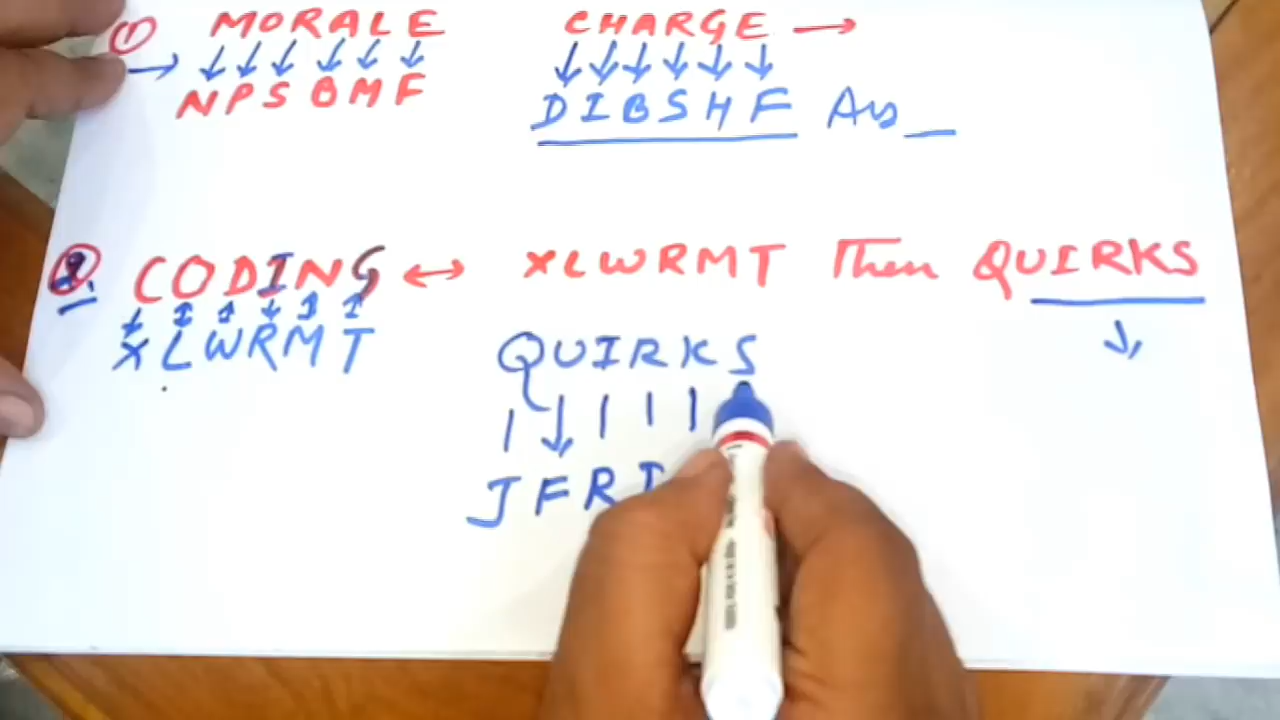 ① MORALE CHARGE →
→ ↓ ↓ ↓ ↓ ↓ ↓ ↓ ↓ ↓ ↓ ↓ ↓
NPSBMF DIBSHF Ans
2. CODING ↔ XLWRMT Then QUIRKS
XLWRMT
QUIRKS
JFRI